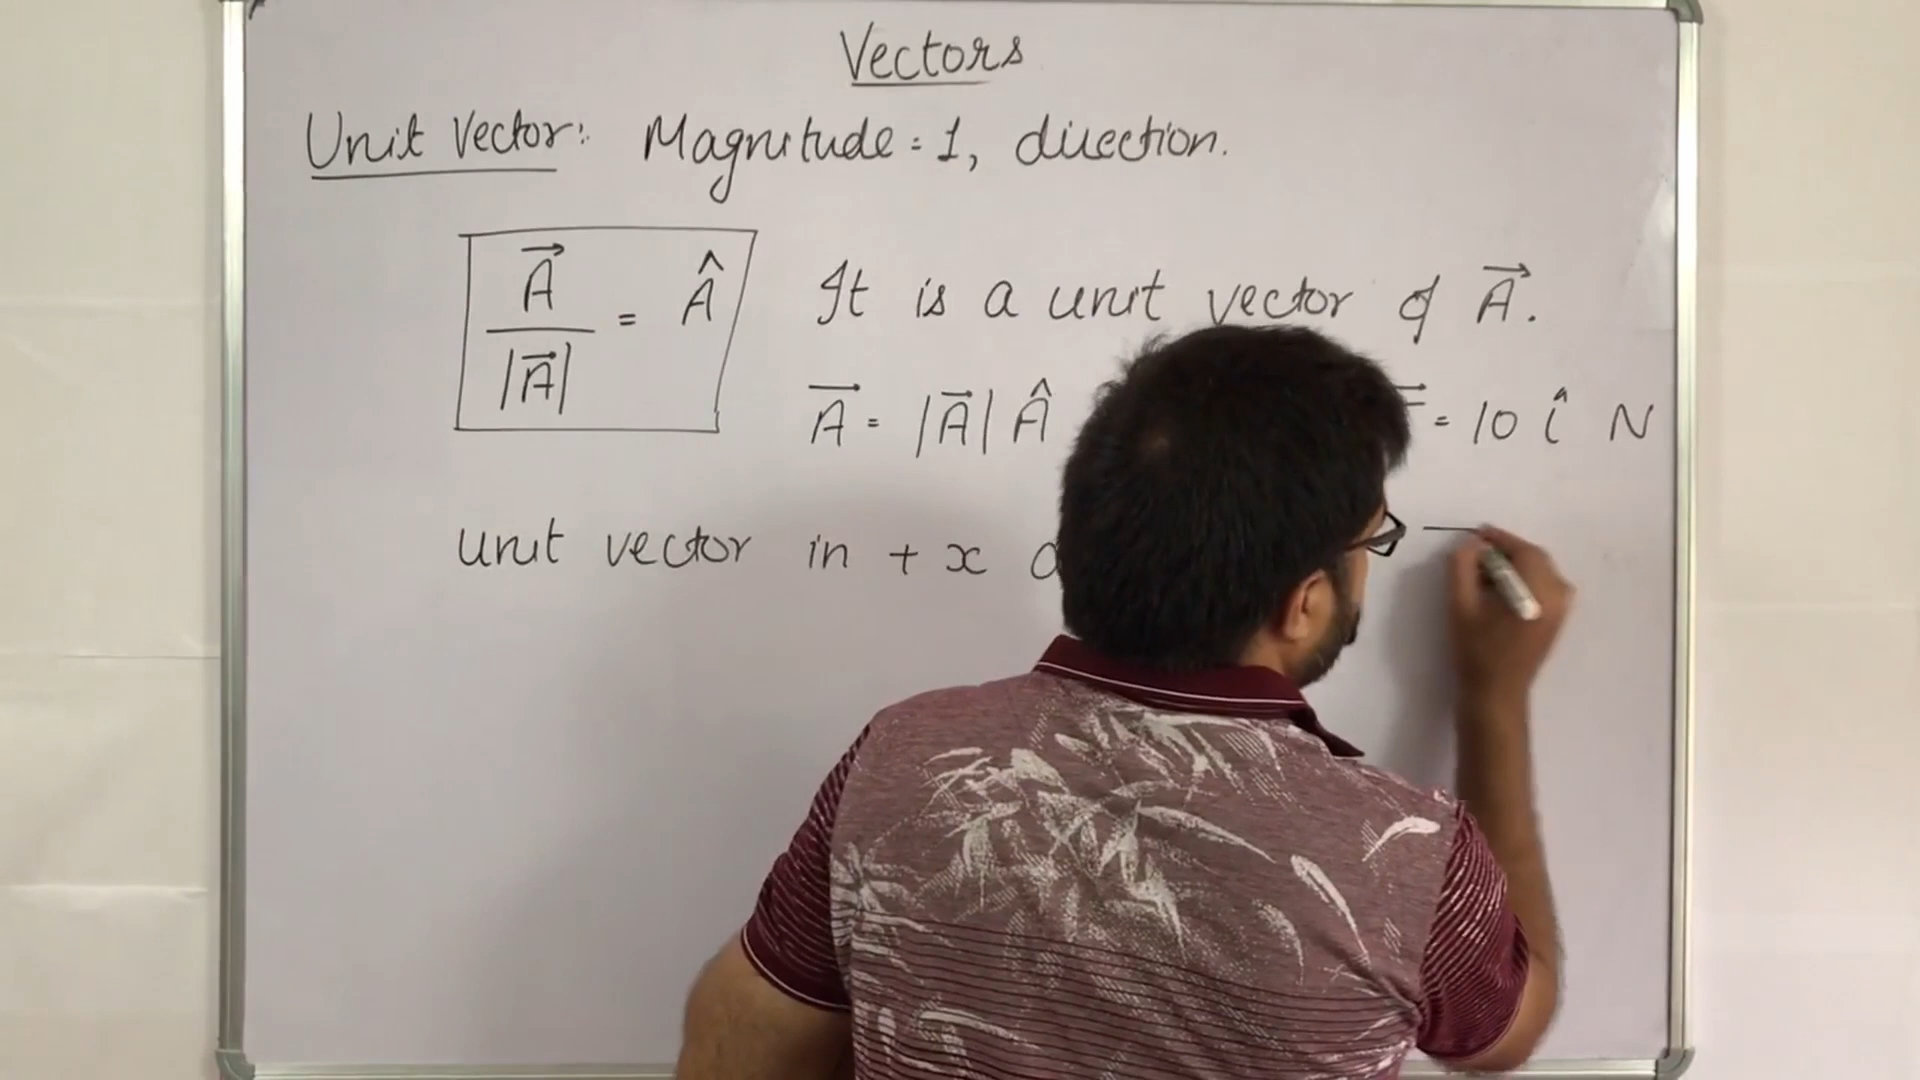 Vectors
Unit Vector: Magnitude = 1, direction.
A⃗ / |A⃗| = Â It is a unit vector of A⃗.
A⃗ = |A⃗| Â = 10 î N
unit vector in + x